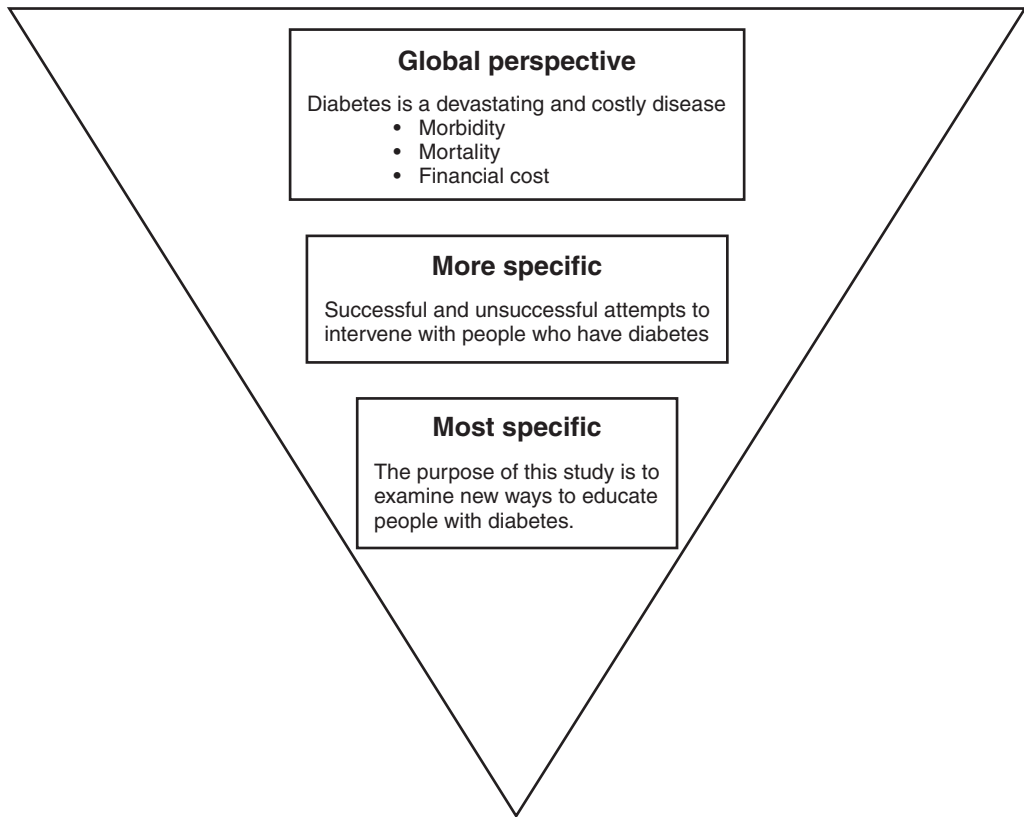 Global perspective
Diabetes is a devastating and costly disease
• Morbidity
• Mortality
• Financial cost
More specific
Successful and unsuccessful attempts to
intervene with people who have diabetes
Most specific
The purpose of this study is to
examine new ways to educate
people with diabetes.